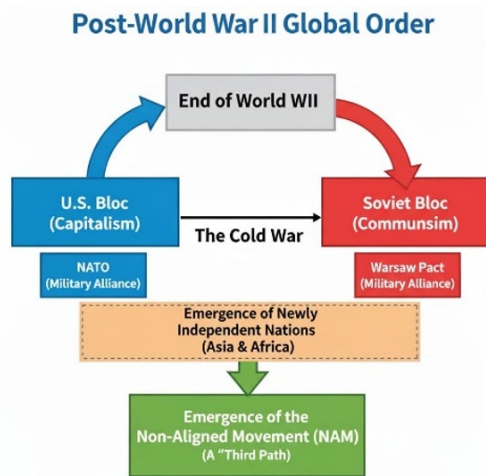 Post-World War II Global Order
End of World WII
U.S. Bloc
(Capitalism)
Soviet Bloc
(Communsim)
The Cold War
NATO
(Military Alliance)
Warsaw Pact
(Military Alliance)
Emergence of Newly
Independent Nations
(Asia & Africa)
Emergence of the
Non-Aligned Movement (NAM)
(A "Third Path)